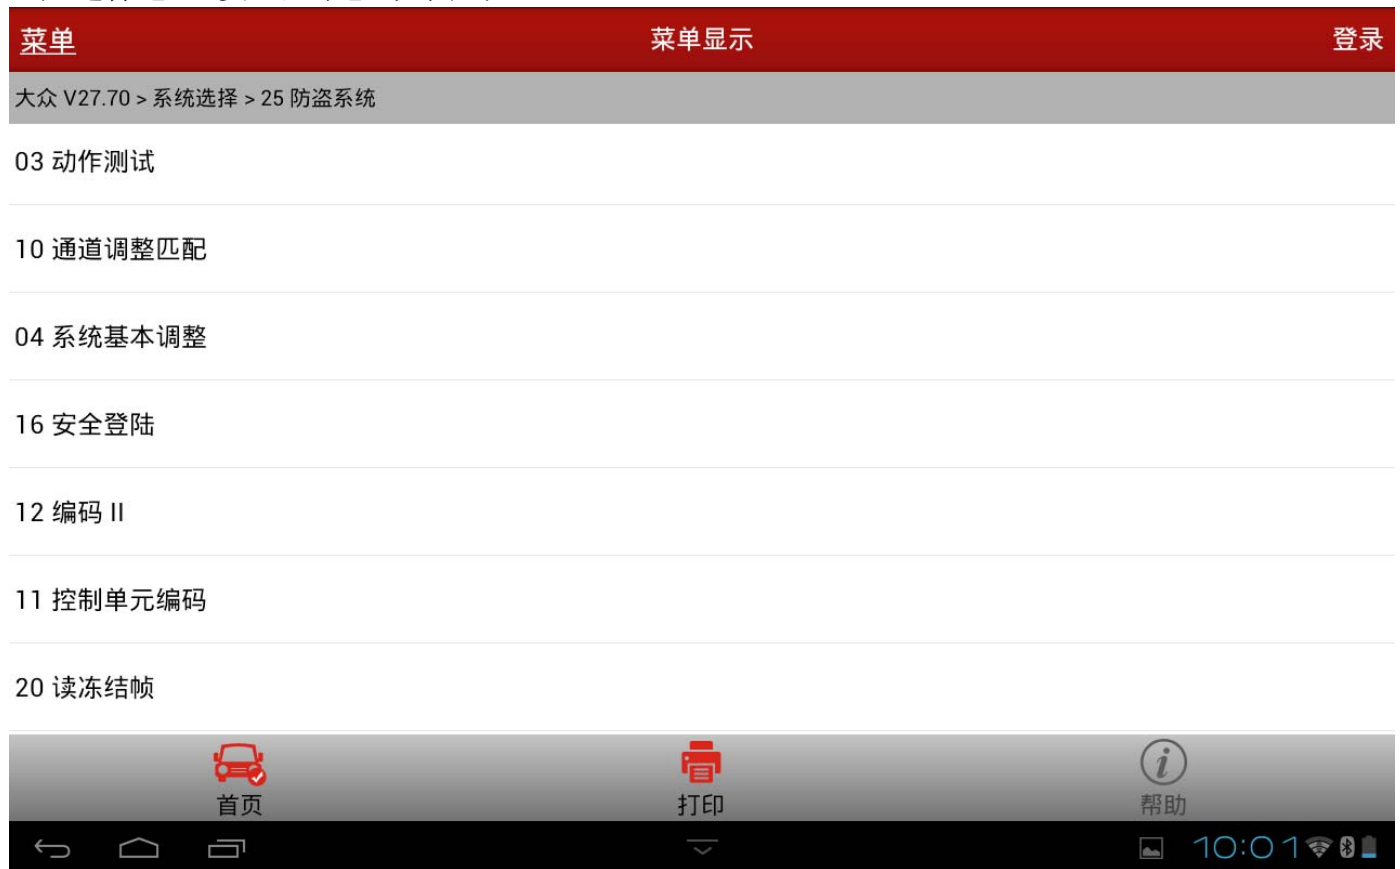 菜单
菜单显示
登录
大众 V27.70 > 系统选择 > 25 防盗系统
03 动作测试
10 通道调整匹配
04 系统基本调整
16 安全登陆
12 编码 II
11 控制单元编码
20 读冻结帧
首页
打印
帮助
10:01